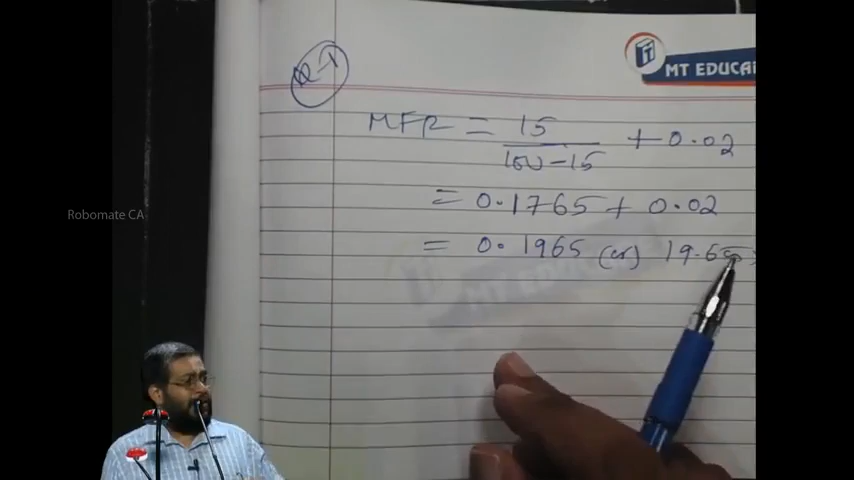 Q-1
MT EDUCA
MFR = 15 / 100-15 + 0.02
= 0.1765 + 0.02
Robomate CA
= 0.1965 (or) 19.65